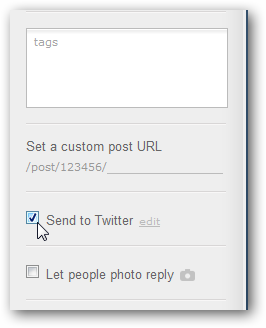 tags
Set a custom post URL
/post/123456/
Send to Twitter edit
Let people photo reply